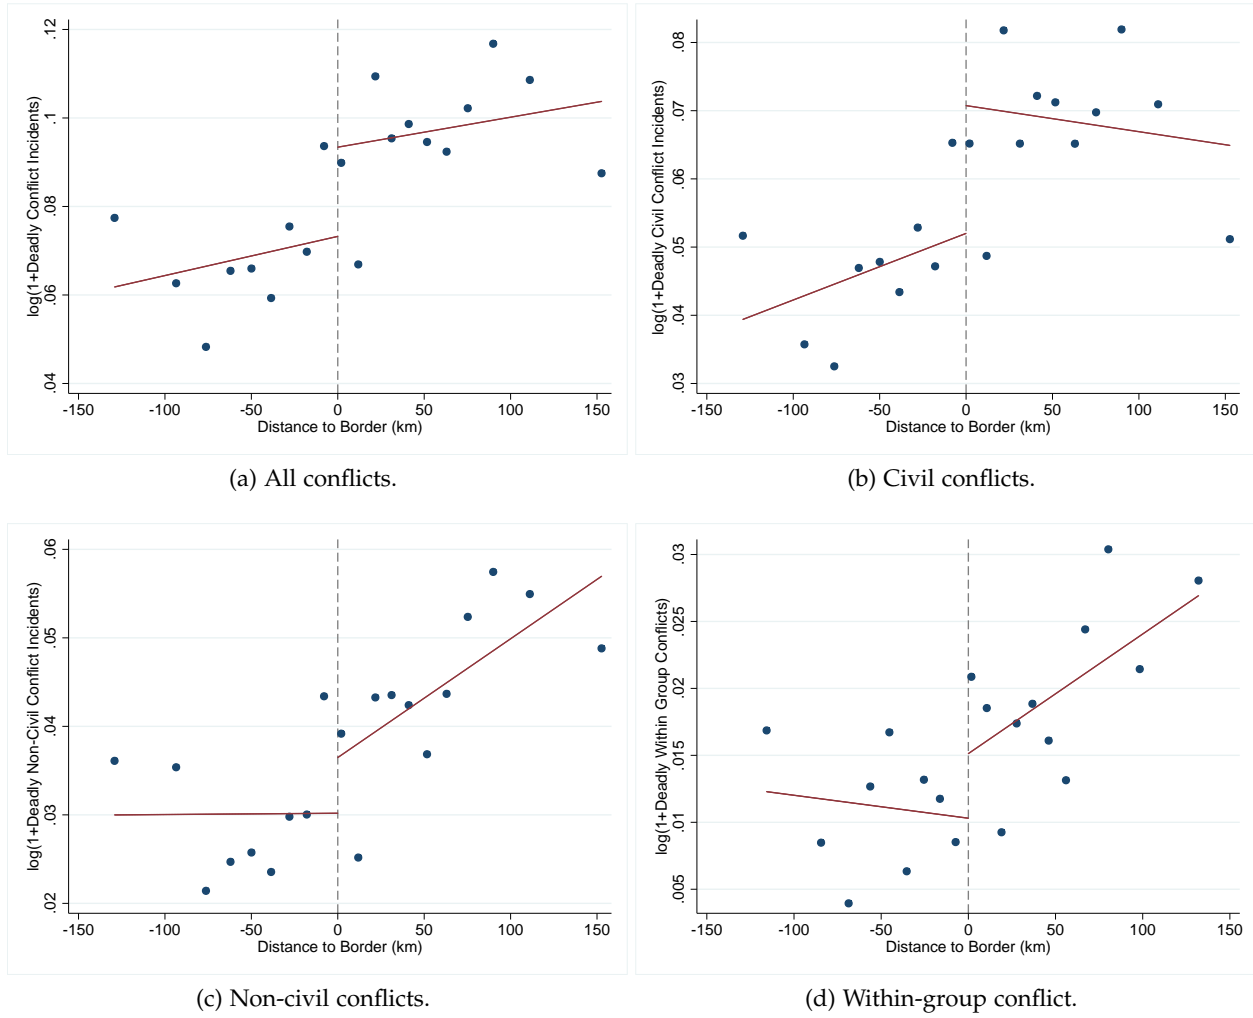 log(1+Deadly Conflict Incidents)
.12
.1
.08
.06
.04
-150 -100 -50 0 50 100 150
Distance to Border (km)
(a) All conflicts.
log(1+Deadly Civil Conflict Incidents)
.08
.07
.06
.05
.04
.03
-150 -100 -50 0 50 100 150
Distance to Border (km)
(b) Civil conflicts.
log(1+Deadly Non-Civil Conflict Incidents)
.06
.05
.04
.03
.02
-150 -100 -50 0 50 100 150
Distance to Border (km)
(c) Non-civil conflicts.
log(1+Deadly Within Group Conflicts)
.03
.025
.02
.015
.01
.005
-150 -100 -50 0 50 100 150
Distance to Border (km)
(d) Within-group conflict.